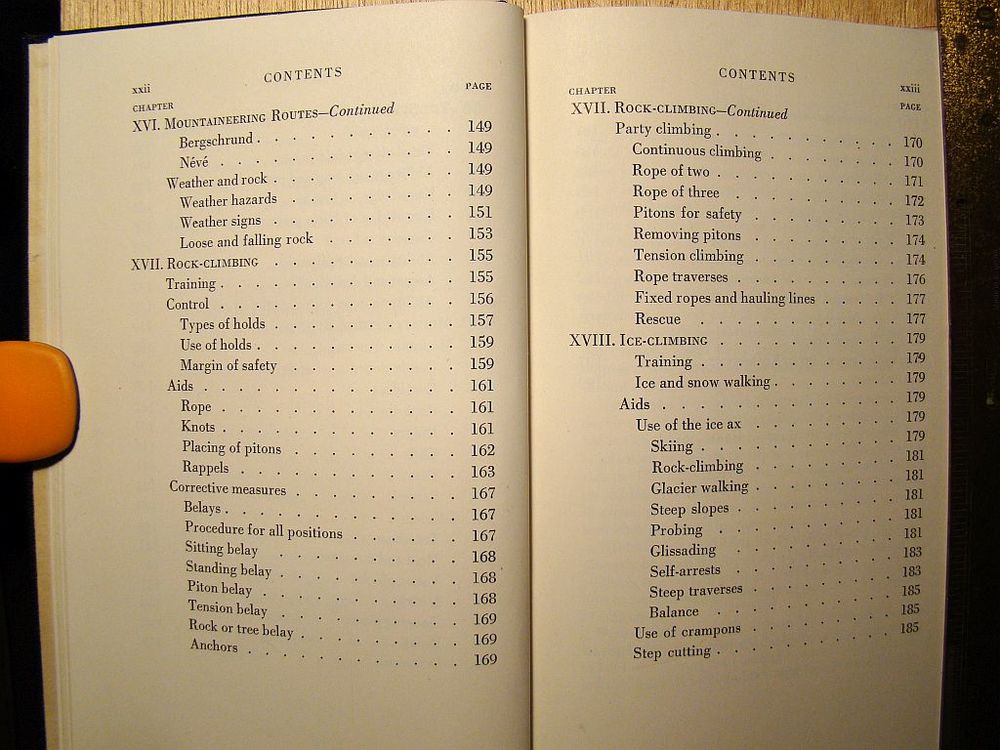 xxii CONTENTS
CHAPTER PAGE
XVI. MOUNTAINEERING ROUTES—Continued
Bergschrund . . . . . . . . . . 149
Névé . . . . . . . . . . 149
Weather and rock . . . . . . . . . . 149
Weather hazards . . . . . . . . . 149
Weather signs . . . . . . . . . 151
Loose and falling rock . . . . . . . 153
XVII. ROCK-CLIMBING . . . . . . . . . . 155
Training . . . . . . . . . . . . 155
Control . . . . . . . . . . . . 156
Types of holds . . . . . . . . . . 157
Use of holds . . . . . . . . . . 159
Margin of safety . . . . . . . . . 159
Aids . . . . . . . . . . . . 161
Rope . . . . . . . . . . . . 161
Knots . . . . . . . . . . . . 161
Placing of pitons . . . . . . . . . 162
Rappels . . . . . . . . . . . 163
Corrective measures . . . . . . . . . 167
Belays . . . . . . . . . . . . 167
Procedure for all positions . . . . . . 167
Sitting belay . . . . . . . . . 168
Standing belay . . . . . . . . . 168
Piton belay . . . . . . . . . . 168
Tension belay . . . . . . . . . 169
Rock or tree belay . . . . . . . . 169
Anchors . . . . . . . . . . . 169
CONTENTS xxiii
CHAPTER PAGE
XVII. ROCK-CLIMBING—Continued
Party climbing . . . . . . . . . . 170
Continuous climbing . . . . . . . . 170
Rope of two . . . . . . . . . . 171
Rope of three . . . . . . . . . . 172
Pitons for safety . . . . . . . . . 173
Removing pitons . . . . . . . . . 174
Tension climbing . . . . . . . . . 174
Rope traverses . . . . . . . . . 176
Fixed ropes and hauling lines . . . . . 177
Rescue . . . . . . . . . . . 177
XVIII. ICE-CLIMBING . . . . . . . . . . 179
Training . . . . . . . . . . . 179
Ice and snow walking . . . . . . . . 179
Aids . . . . . . . . . . . . 179
Use of the ice ax . . . . . . . . . 179
Skiing . . . . . . . . . . . 179
Rock-climbing . . . . . . . . . 181
Glacier walking . . . . . . . . . 181
Steep slopes . . . . . . . . . . 181
Probing . . . . . . . . . . 181
Glissading . . . . . . . . . . 181
Self-arrests . . . . . . . . . . 183
Steep traverses . . . . . . . . . 183
Balance . . . . . . . . . . 185
Use of crampons . . . . . . . . . 185
Step cutting . . . . . . . . . . 185